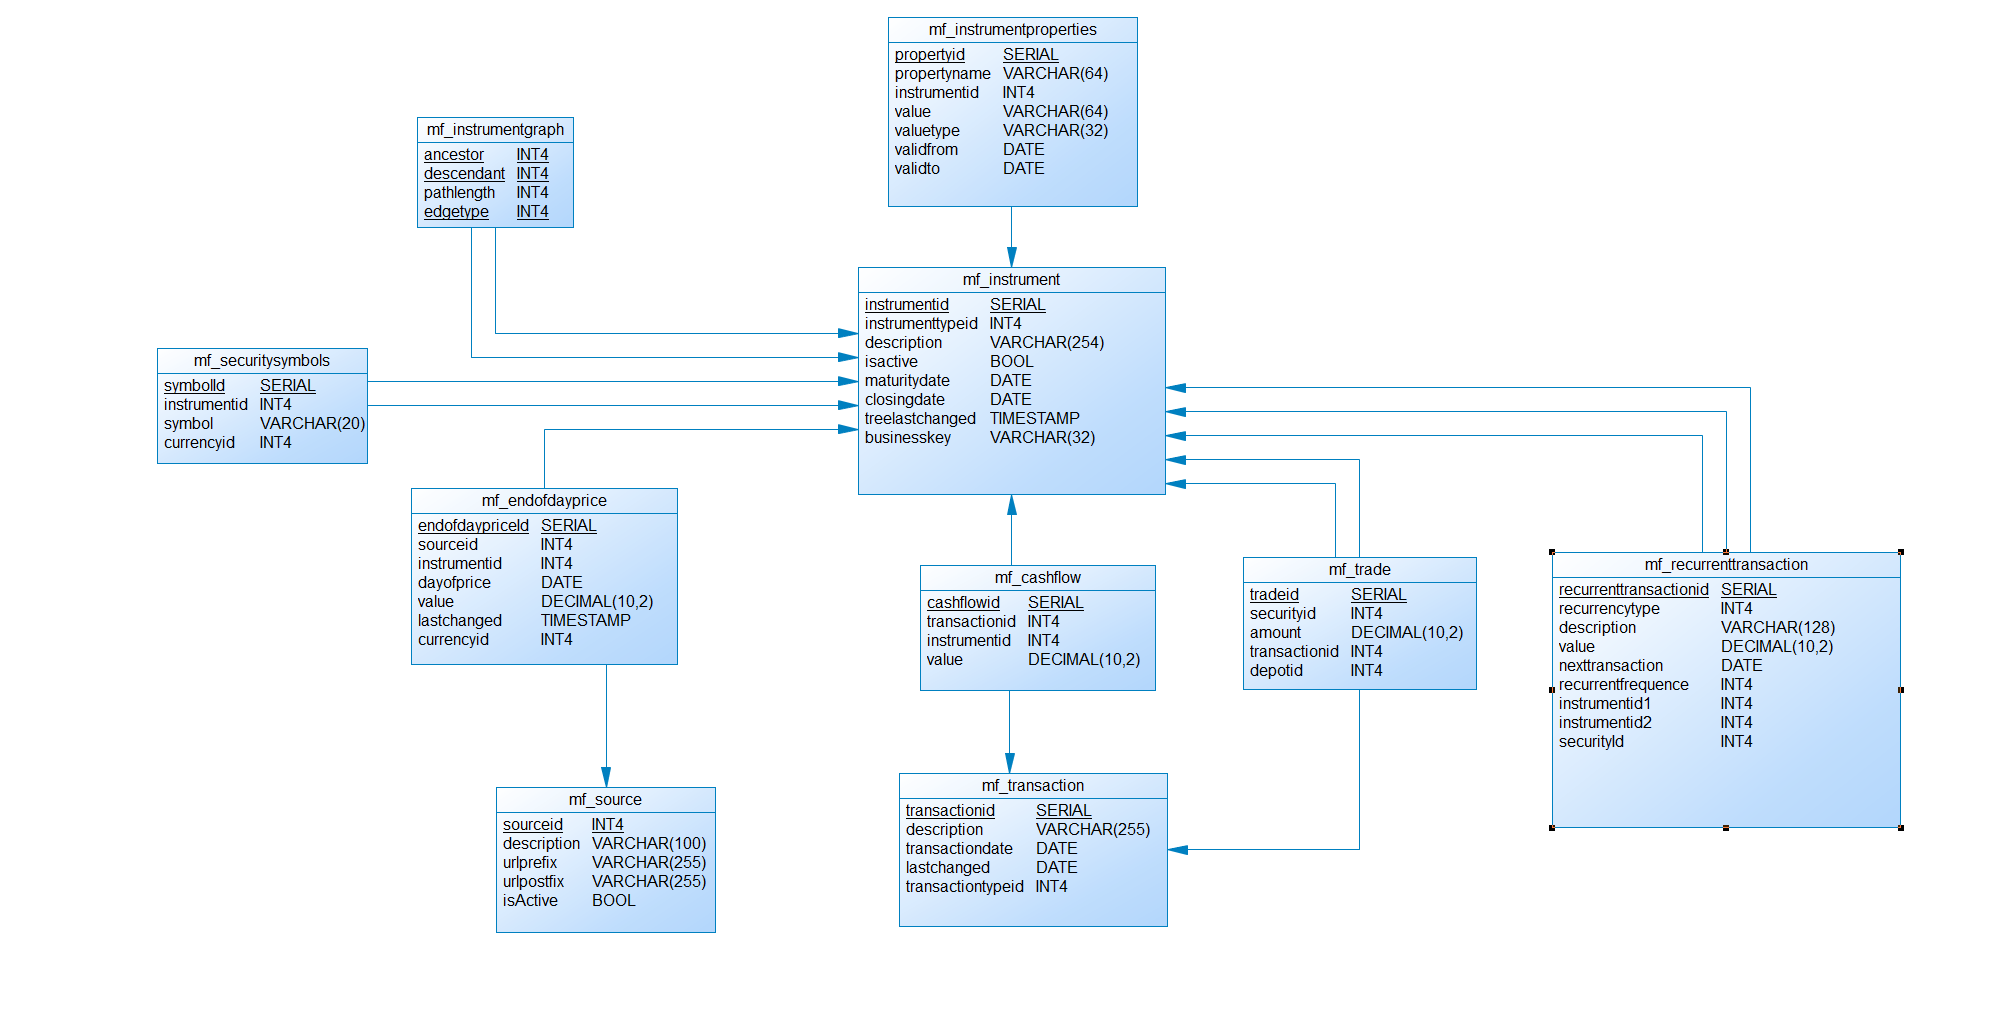 mf_instrumentproperties
propertyid SERIAL
propertyname VARCHAR(64)
instrumentid INT4
value VARCHAR(64)
valuetype VARCHAR(32)
validfrom DATE
validto DATE
mf_instrumentgraph
ancestor INT4
descendant INT4
pathlength INT4
edgetype INT4
mf_instrument
instrumentid SERIAL
instrumenttypeid INT4
description VARCHAR(254)
isactive BOOL
maturitydate DATE
closingdate DATE
treelastchanged TIMESTAMP
businesskey VARCHAR(32)
mf_securitysymbols
symbolId SERIAL
instrumentid INT4
symbol VARCHAR(20)
currencyid INT4
mf_endofdayprice
endofdaypriceId SERIAL
sourceid INT4
instrumentid INT4
dayofprice DATE
value DECIMAL(10,2)
lastchanged TIMESTAMP
currencyid INT4
mf_cashflow
cashflowid SERIAL
transactionid INT4
instrumentid INT4
value DECIMAL(10,2)
mf_trade
tradeid SERIAL
securityid INT4
amount DECIMAL(10,2)
transactionid INT4
depotid INT4
mf_recurrenttransaction
recurrenttransactionid SERIAL
recurrencytype INT4
description VARCHAR(128)
value DECIMAL(10,2)
nexttransaction DATE
recurrentfrequence INT4
instrumentid1 INT4
instrumentid2 INT4
securityId INT4
mf_source
sourceid INT4
description VARCHAR(100)
urlprefix VARCHAR(255)
urlpostfix VARCHAR(255)
isActive BOOL
mf_transaction
transactionid SERIAL
description VARCHAR(255)
transactiondate DATE
lastchanged DATE
transactiontypeid INT4